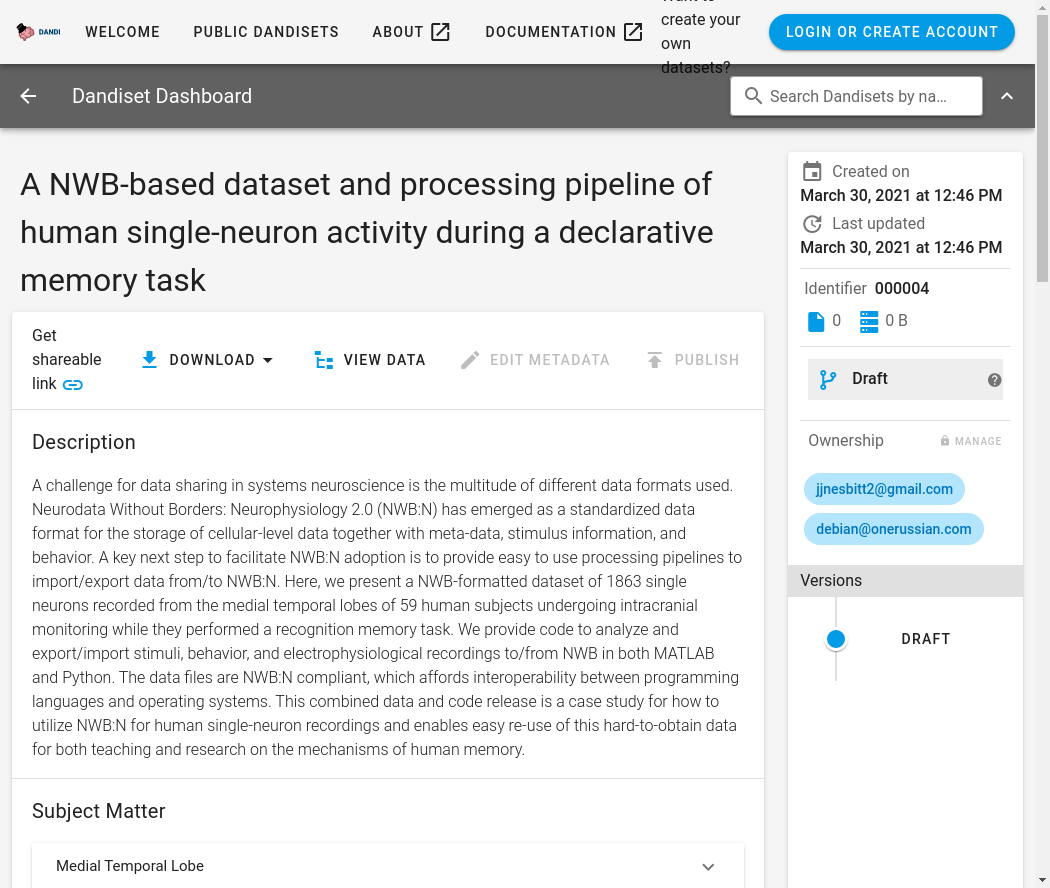 DANDI
WELCOME
PUBLIC DANDISETS
ABOUT
DOCUMENTATION
Want to
create your
own
datasets?
LOGIN OR CREATE ACCOUNT
Dandiset Dashboard
Search Dandisets by na…
A NWB-based dataset and processing pipeline of
human single-neuron activity during a declarative
memory task
Get
shareable
link
DOWNLOAD
VIEW DATA
EDIT METADATA
PUBLISH
Description
A challenge for data sharing in systems neuroscience is the multitude of different data formats used.
Neurodata Without Borders: Neurophysiology 2.0 (NWB:N) has emerged as a standardized data
format for the storage of cellular-level data together with meta-data, stimulus information, and
behavior. A key next step to facilitate NWB:N adoption is to provide easy to use processing pipelines to
import/export data from/to NWB:N. Here, we present a NWB-formatted dataset of 1863 single
neurons recorded from the medial temporal lobes of 59 human subjects undergoing intracranial
monitoring while they performed a recognition memory task. We provide code to analyze and
export/import stimuli, behavior, and electrophysiological recordings to/from NWB in both MATLAB
and Python. The data files are NWB:N compliant, which affords interoperability between programming
languages and operating systems. This combined data and code release is a case study for how to
utilize NWB:N for human single-neuron recordings and enables easy re-use of this hard-to-obtain data
for both teaching and research on the mechanisms of human memory.
Subject Matter
Medial Temporal Lobe
Created on
March 30, 2021 at 12:46 PM
Last updated
March 30, 2021 at 12:46 PM
Identifier 000004
0
0 B
Draft
Ownership
MANAGE
jjnesbitt2@gmail.com
debian@onerussian.com
Versions
DRAFT